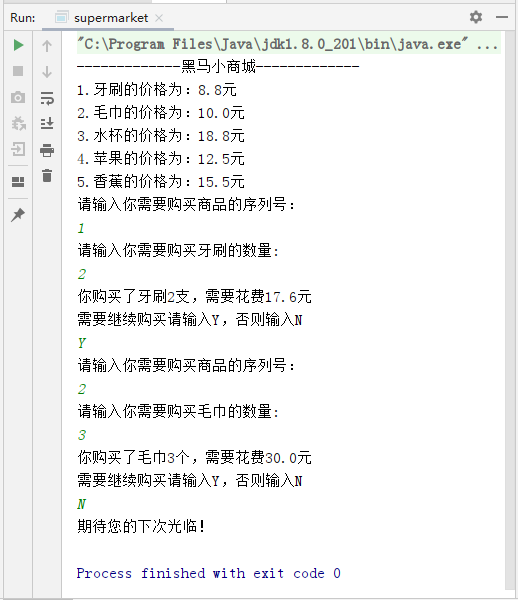 Run: supermarket ×
"C:\Program Files\Java\jdk1.8.0_201\bin\java.exe" ...
-------------黑马小商城-------------
1.牙刷的价格为：8.8元
2.毛巾的价格为：10.0元
3.水杯的价格为：18.8元
4.苹果的价格为：12.5元
5.香蕉的价格为：15.5元
请输入你需要购买商品的序列号：
1
请输入你需要购买牙刷的数量:
2
你购买了牙刷2支，需要花费17.6元
需要继续购买请输入Y，否则输入N
Y
请输入你需要购买商品的序列号：
2
请输入你需要购买毛巾的数量:
3
你购买了毛巾3个，需要花费30.0元
需要继续购买请输入Y，否则输入N
N
期待您的下次光临！
Process finished with exit code 0